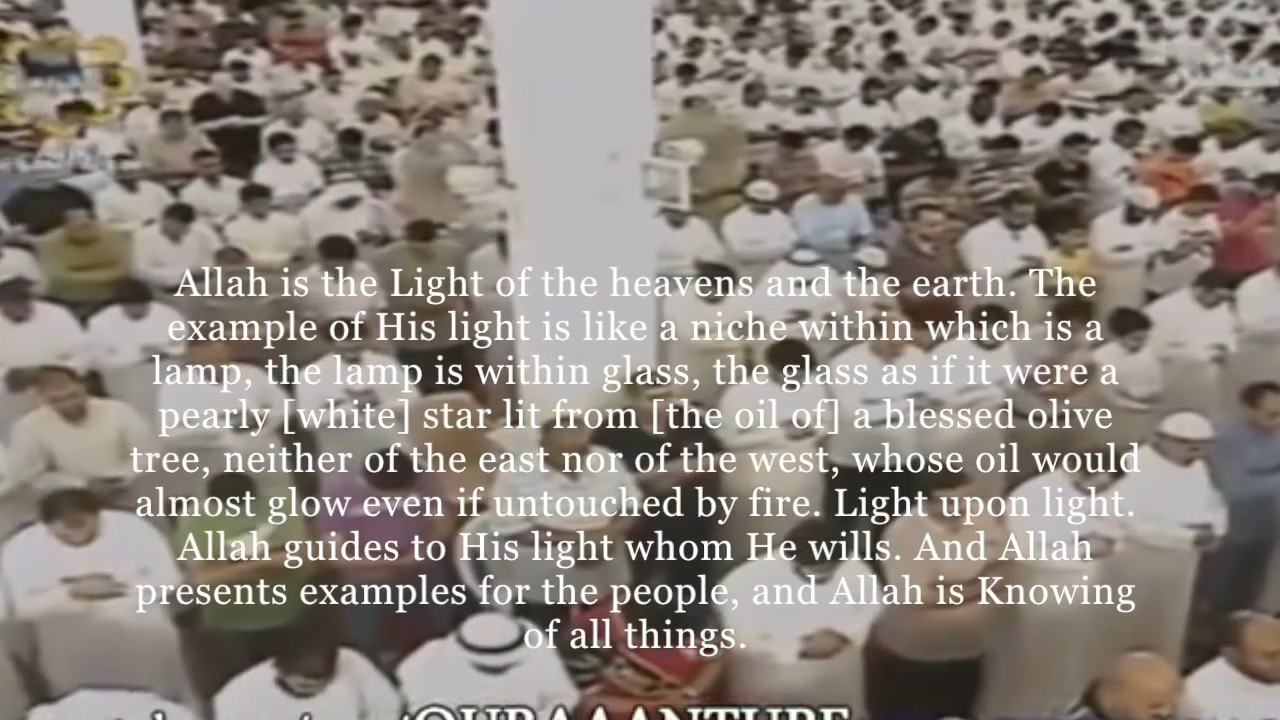 Allah is the Light of the heavens and the earth. The
example of His light is like a niche within which is a
lamp, the lamp is within glass, the glass as if it were a
pearly [white] star lit from [the oil of] a blessed olive
tree, neither of the east nor of the west, whose oil would
almost glow even if untouched by fire. Light upon light.
Allah guides to His light whom He wills. And Allah
presents examples for the people, and Allah is Knowing
of all things.